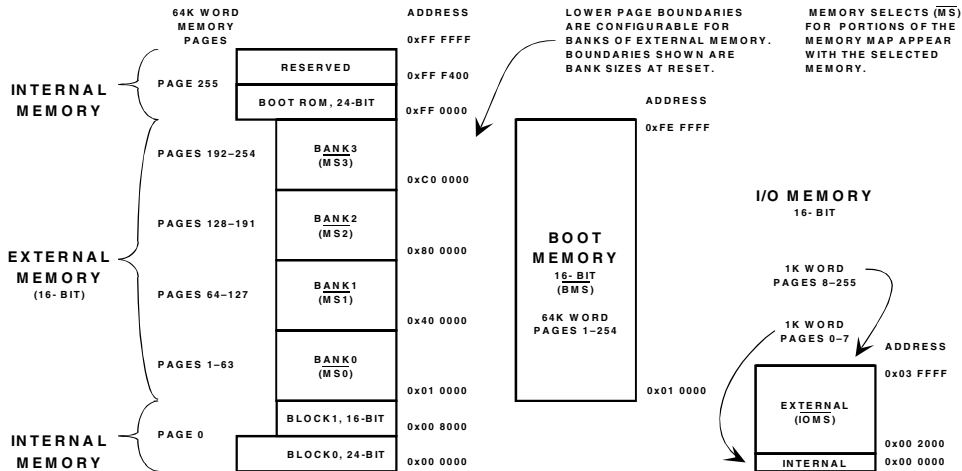 64K WORD
MEMORY
PAGES
ADDRESS
0xFF FFFF
RESERVED
0xFF F400
INTERNAL
MEMORY
PAGE 255
BOOT ROM, 24-BIT
0xFF 0000
PAGES 192–254
BANK3
(MS3)
0xC0 0000
PAGES 128–191
BANK2
(MS2)
0x80 0000
EXTERNAL
MEMORY
(16-BIT)
PAGES 64–127
BANK1
(MS1)
0x40 0000
PAGES 1–63
BANK0
(MS0)
0x01 0000
BLOCK1, 16-BIT
0x00 8000
INTERNAL
MEMORY
PAGE 0
BLOCK0, 24-BIT
0x00 0000
LOWER PAGE BOUNDARIES
ARE CONFIGURABLE FOR
BANKS OF EXTERNAL MEMORY.
BOUNDARIES SHOWN ARE
BANK SIZES AT RESET.
MEMORY SELECTS (MS)
FOR PORTIONS OF THE
MEMORY MAP APPEAR
WITH THE SELECTED
MEMORY.
ADDRESS
0xFE FFFF
BOOT
MEMORY
16-BIT
(BMS)
64K WORD
PAGES 1–254
0x01 0000
I/O MEMORY
16-BIT
1K WORD
PAGES 8–255
1K WORD
PAGES 0–7
ADDRESS
0x03 FFFF
EXTERNAL
(IOMS)
0x00 2000
INTERNAL
0x00 0000